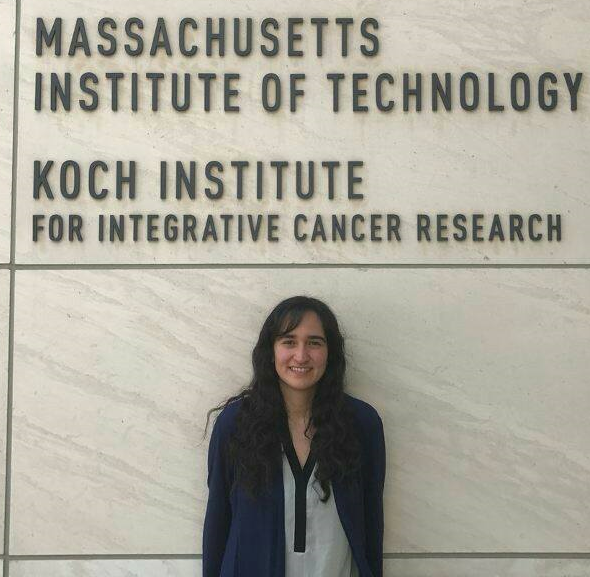 MASSACHUSETTS
INSTITUTE OF TECHNOLOGY
KOCH INSTITUTE
FOR INTEGRATIVE CANCER RESEARCH